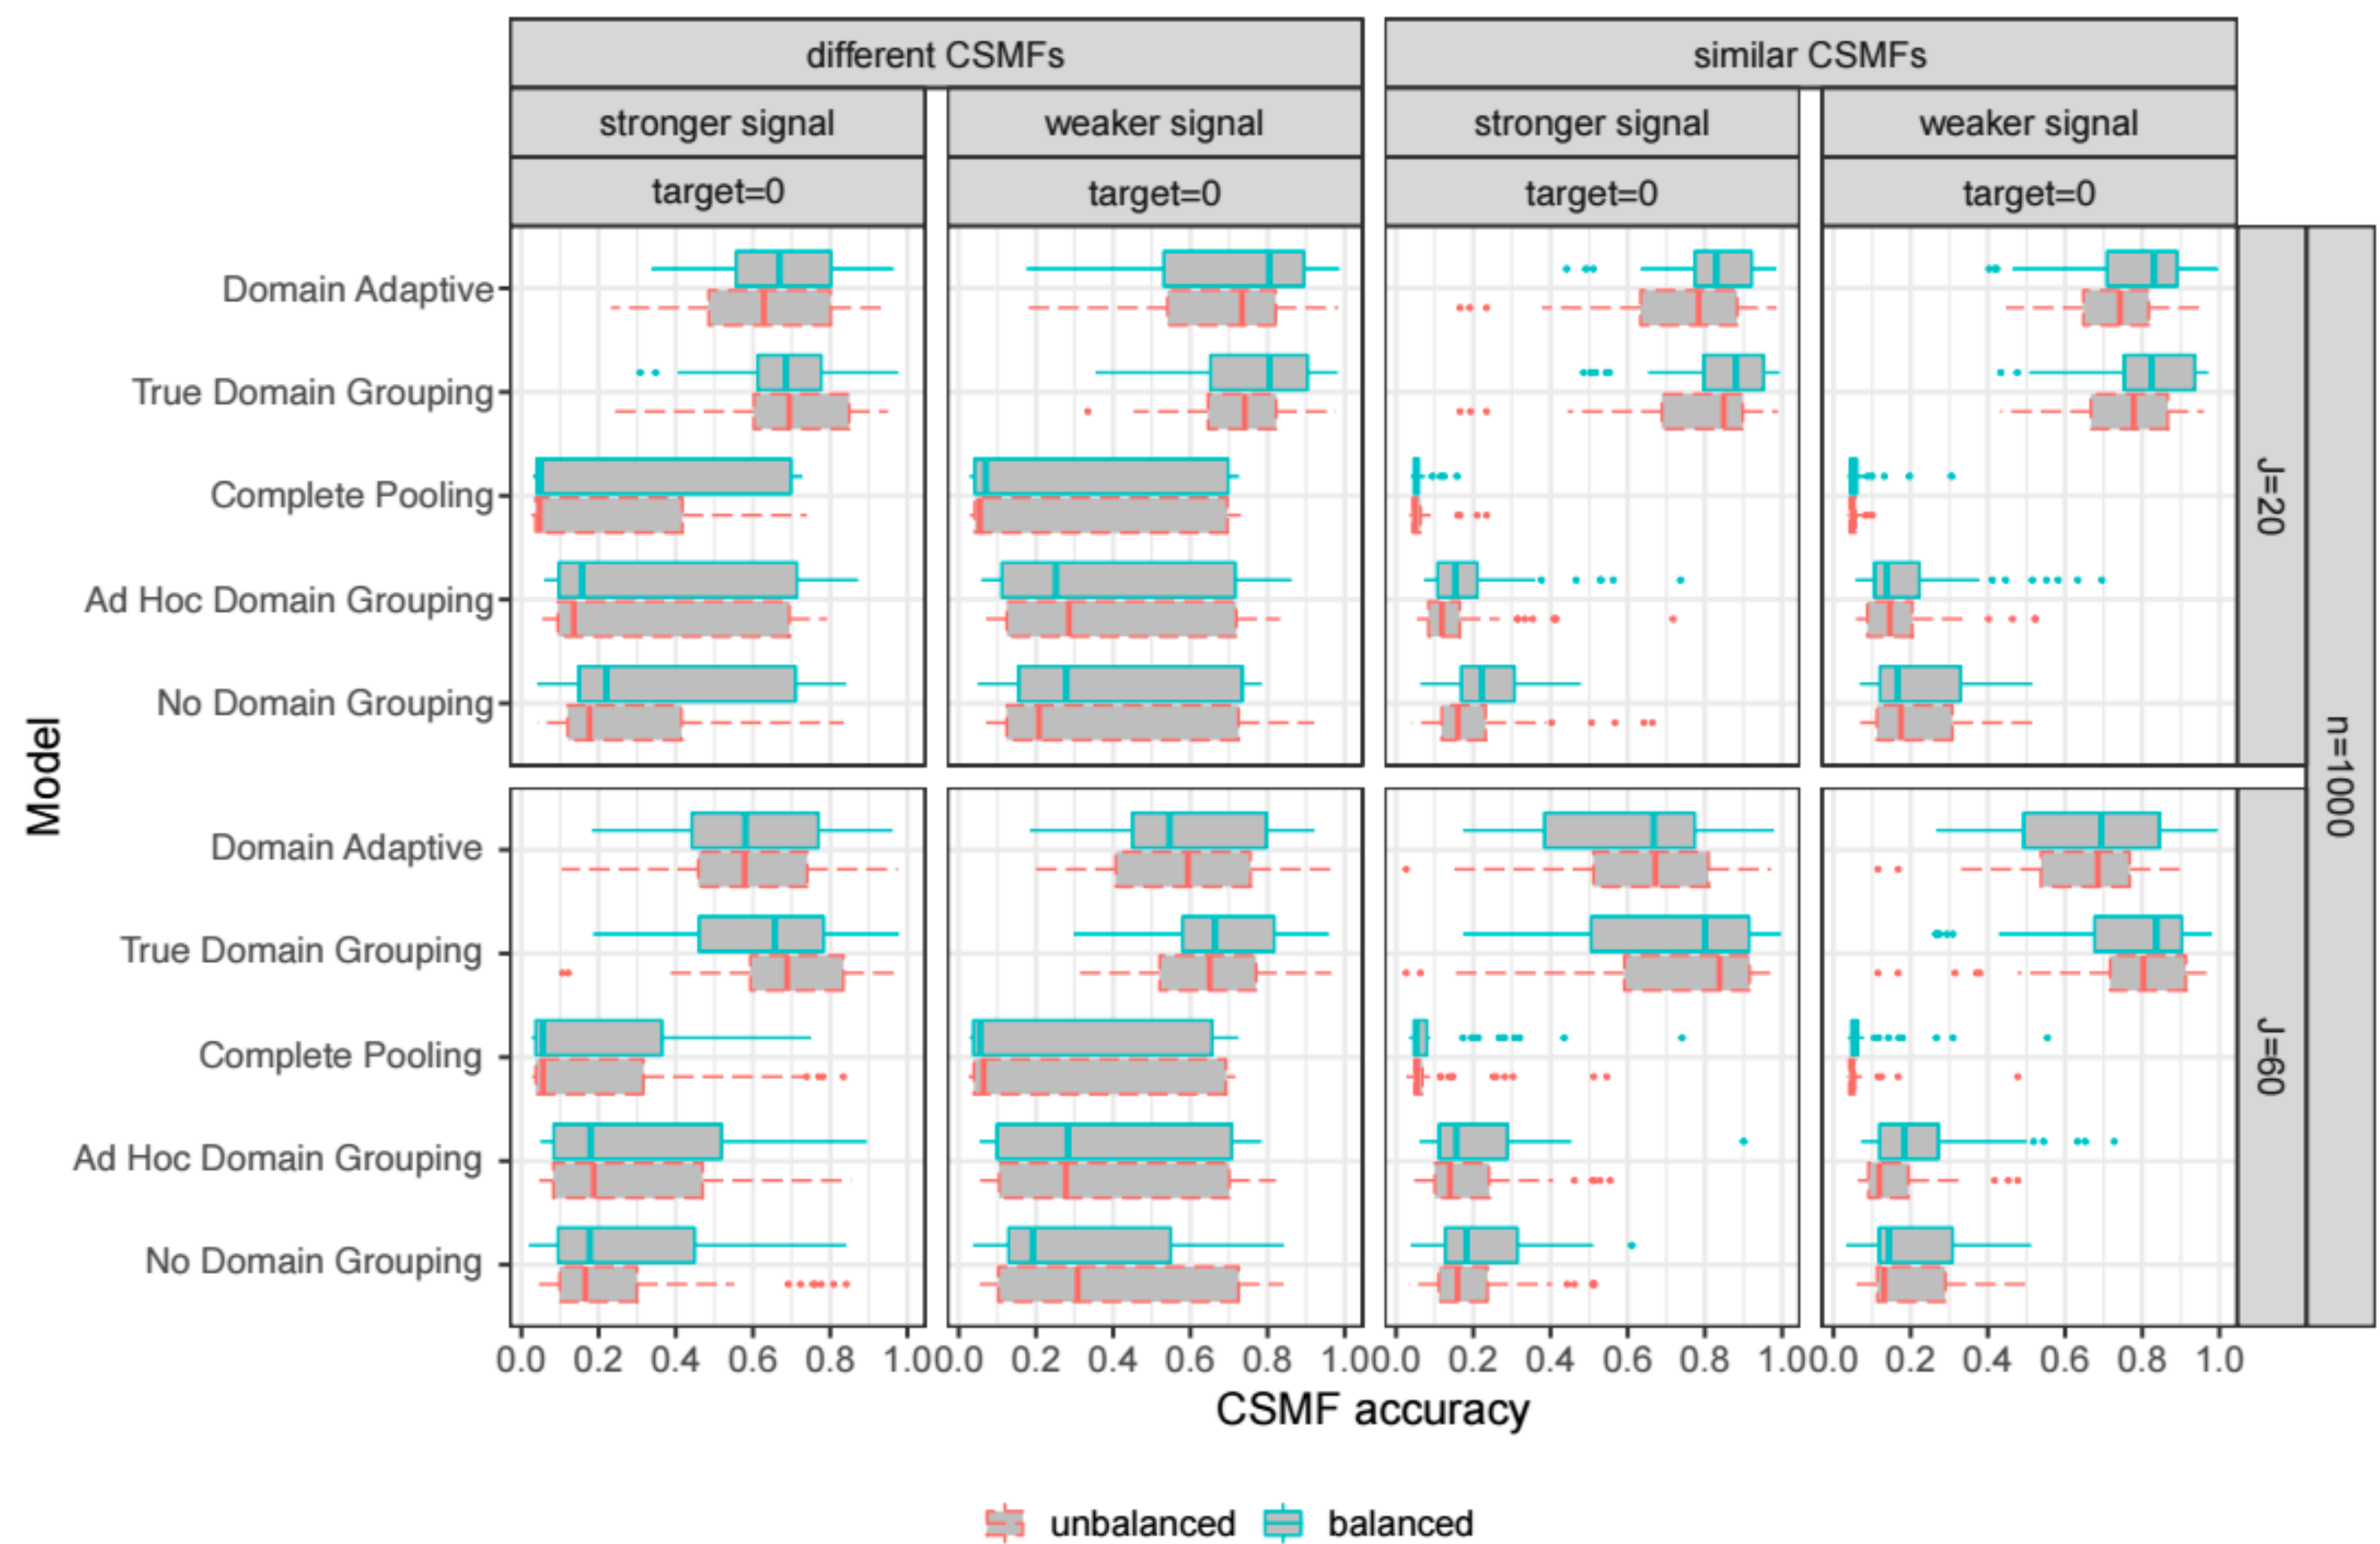 different CSMFs
similar CSMFs
stronger signal
weaker signal
stronger signal
weaker signal
target=0
target=0
target=0
target=0
Model
Domain Adaptive
True Domain Grouping
Complete Pooling
Ad Hoc Domain Grouping
No Domain Grouping
J=20
n=1000
Domain Adaptive
True Domain Grouping
Complete Pooling
Ad Hoc Domain Grouping
No Domain Grouping
J=60
0.0 0.2 0.4 0.6 0.8 1.0
0.0 0.2 0.4 0.6 0.8 1.0
0.0 0.2 0.4 0.6 0.8 1.0
0.0 0.2 0.4 0.6 0.8 1.0
CSMF accuracy
unbalanced balanced